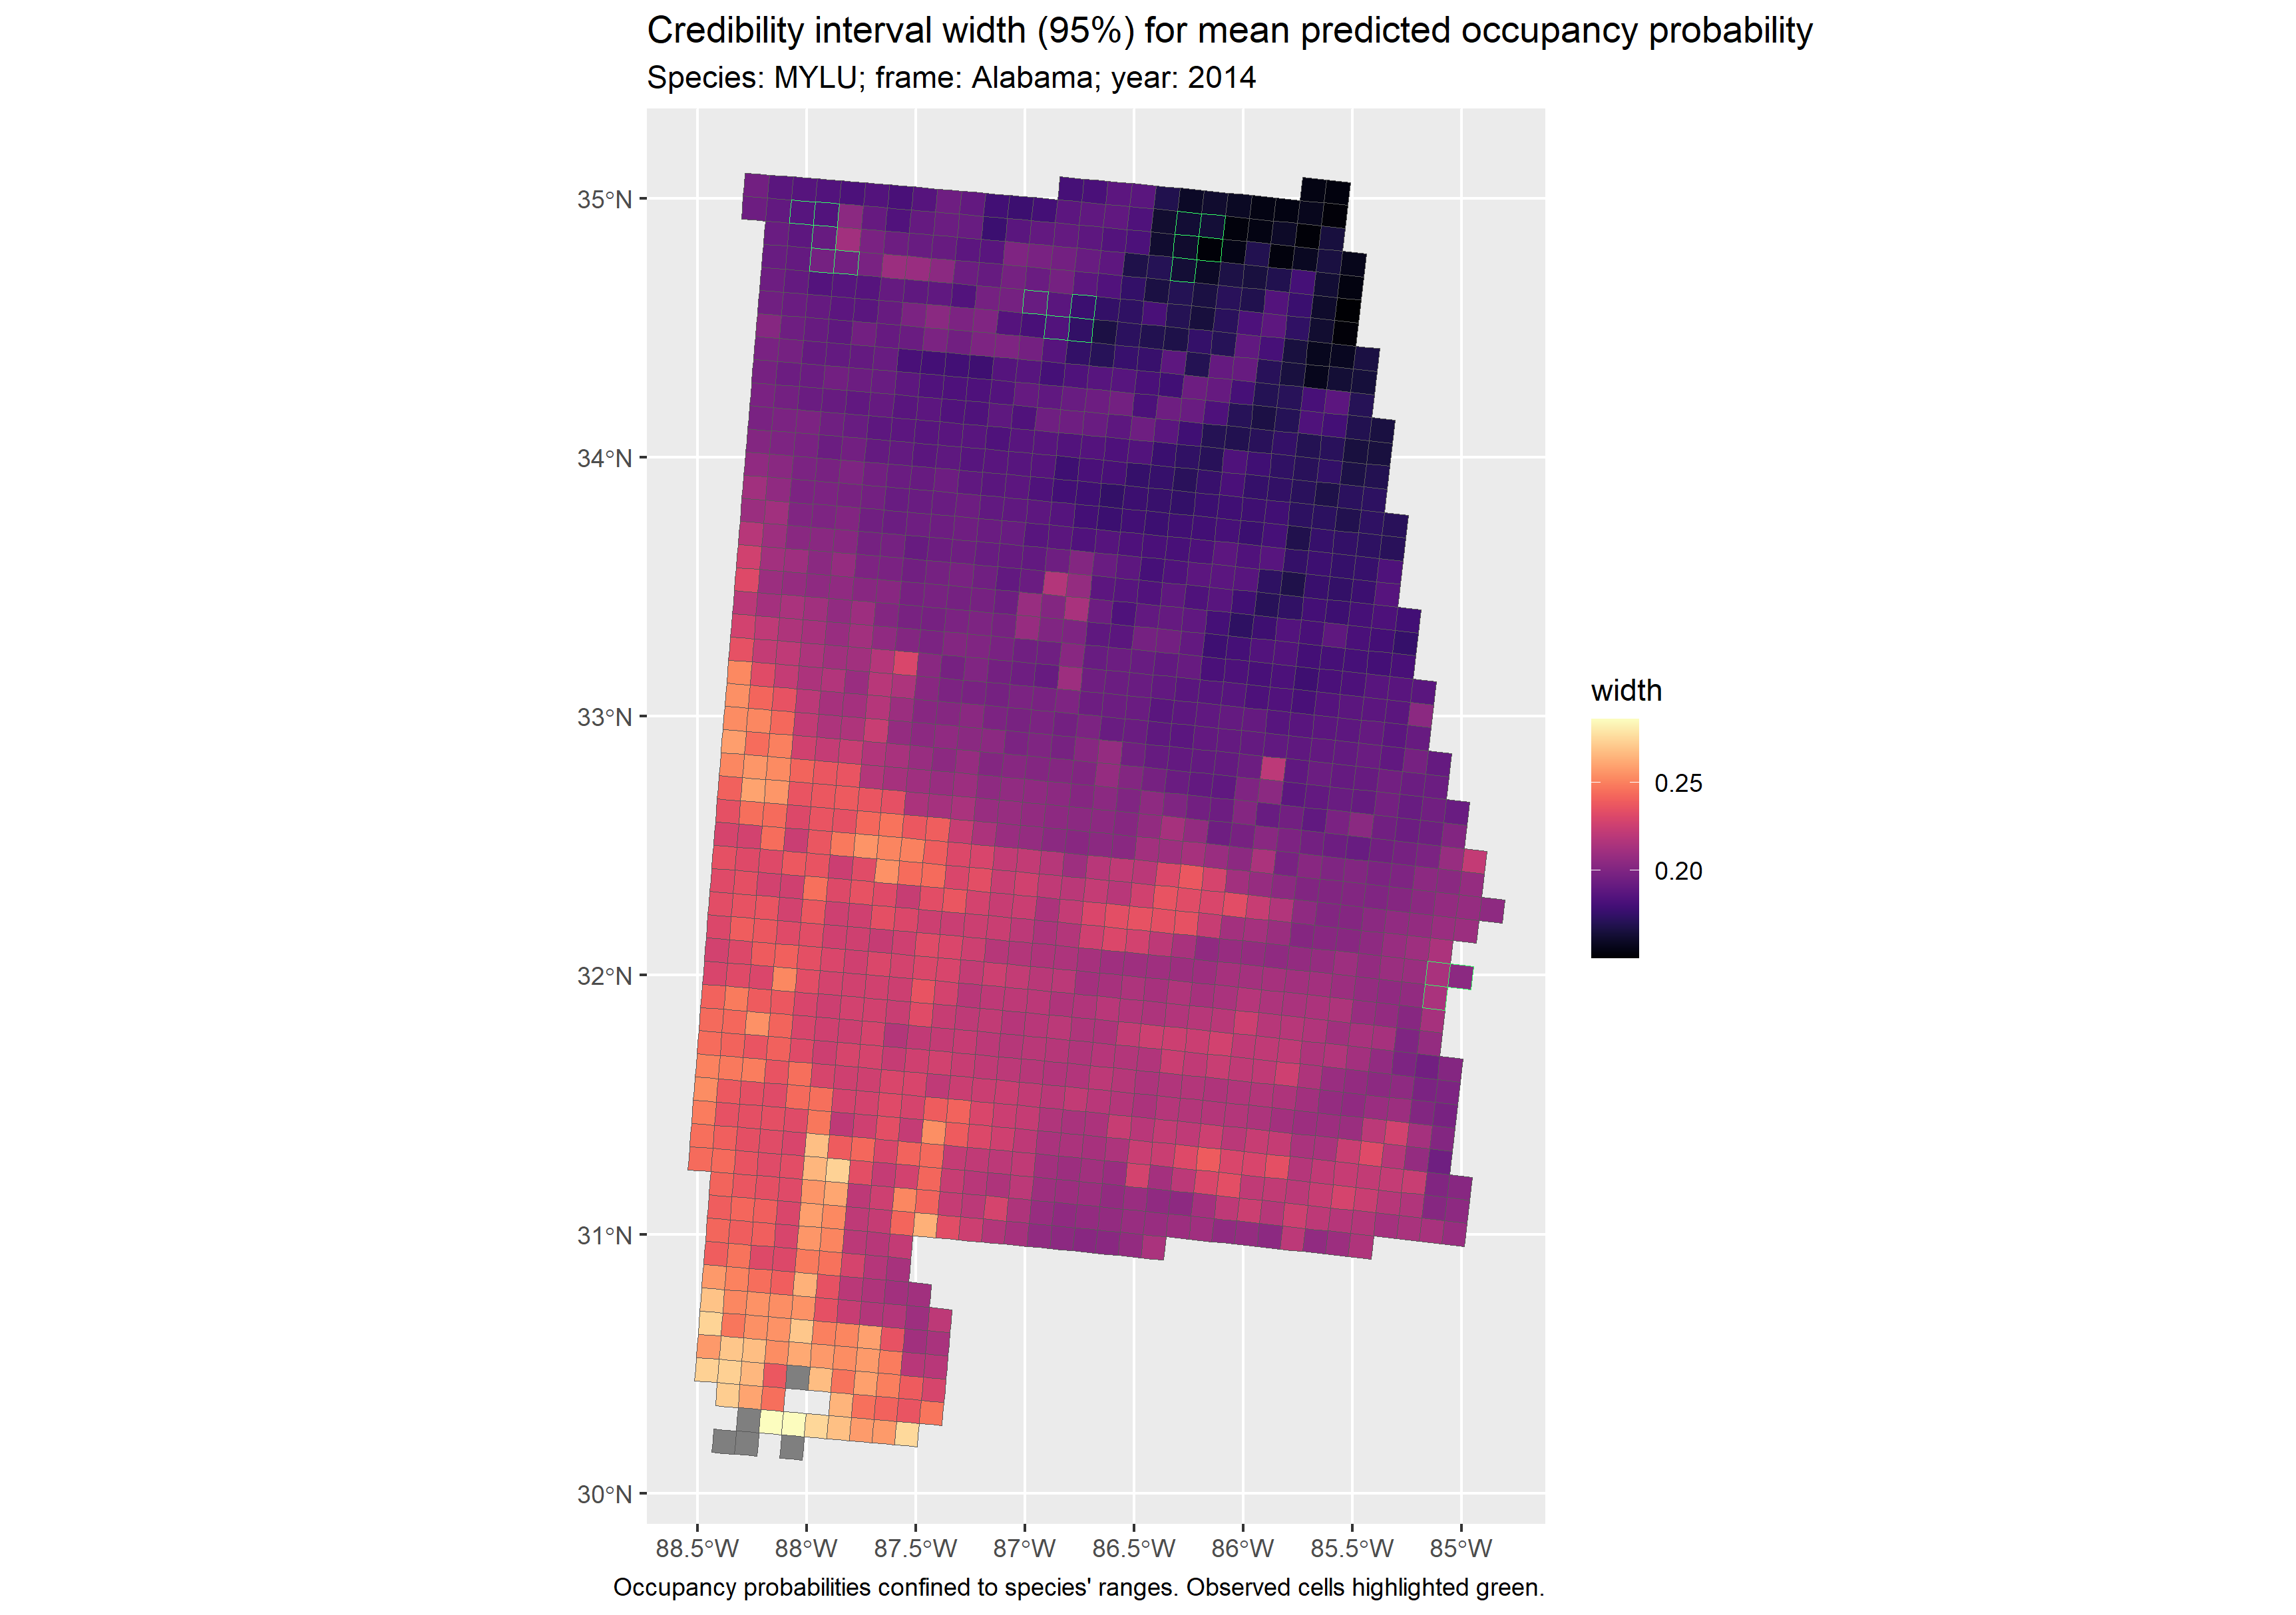 Credibility interval width (95%) for mean predicted occupancy probability
Species: MYLU; frame: Alabama; year: 2014
35°N
34°N
33°N
32°N
31°N
30°N
88.5°W 88°W 87.5°W 87°W 86.5°W 86°W 85.5°W 85°W
width
0.25
0.20
Occupancy probabilities confined to species' ranges. Observed cells highlighted green.